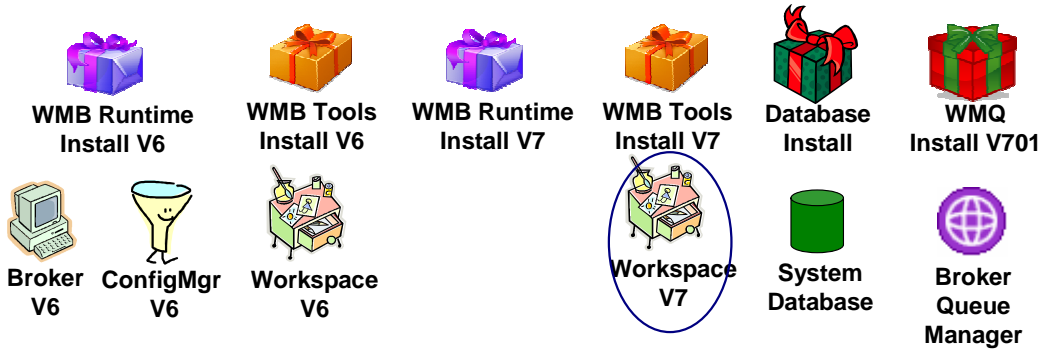 WMB Runtime
Install V6
WMB Tools
Install V6
WMB Runtime
Install V7
WMB Tools
Install V7
Database
Install
WMQ
Install V701
Broker
V6
ConfigMgr
V6
Workspace
V6
Workspace
V7
System
Database
Broker
Queue
Manager